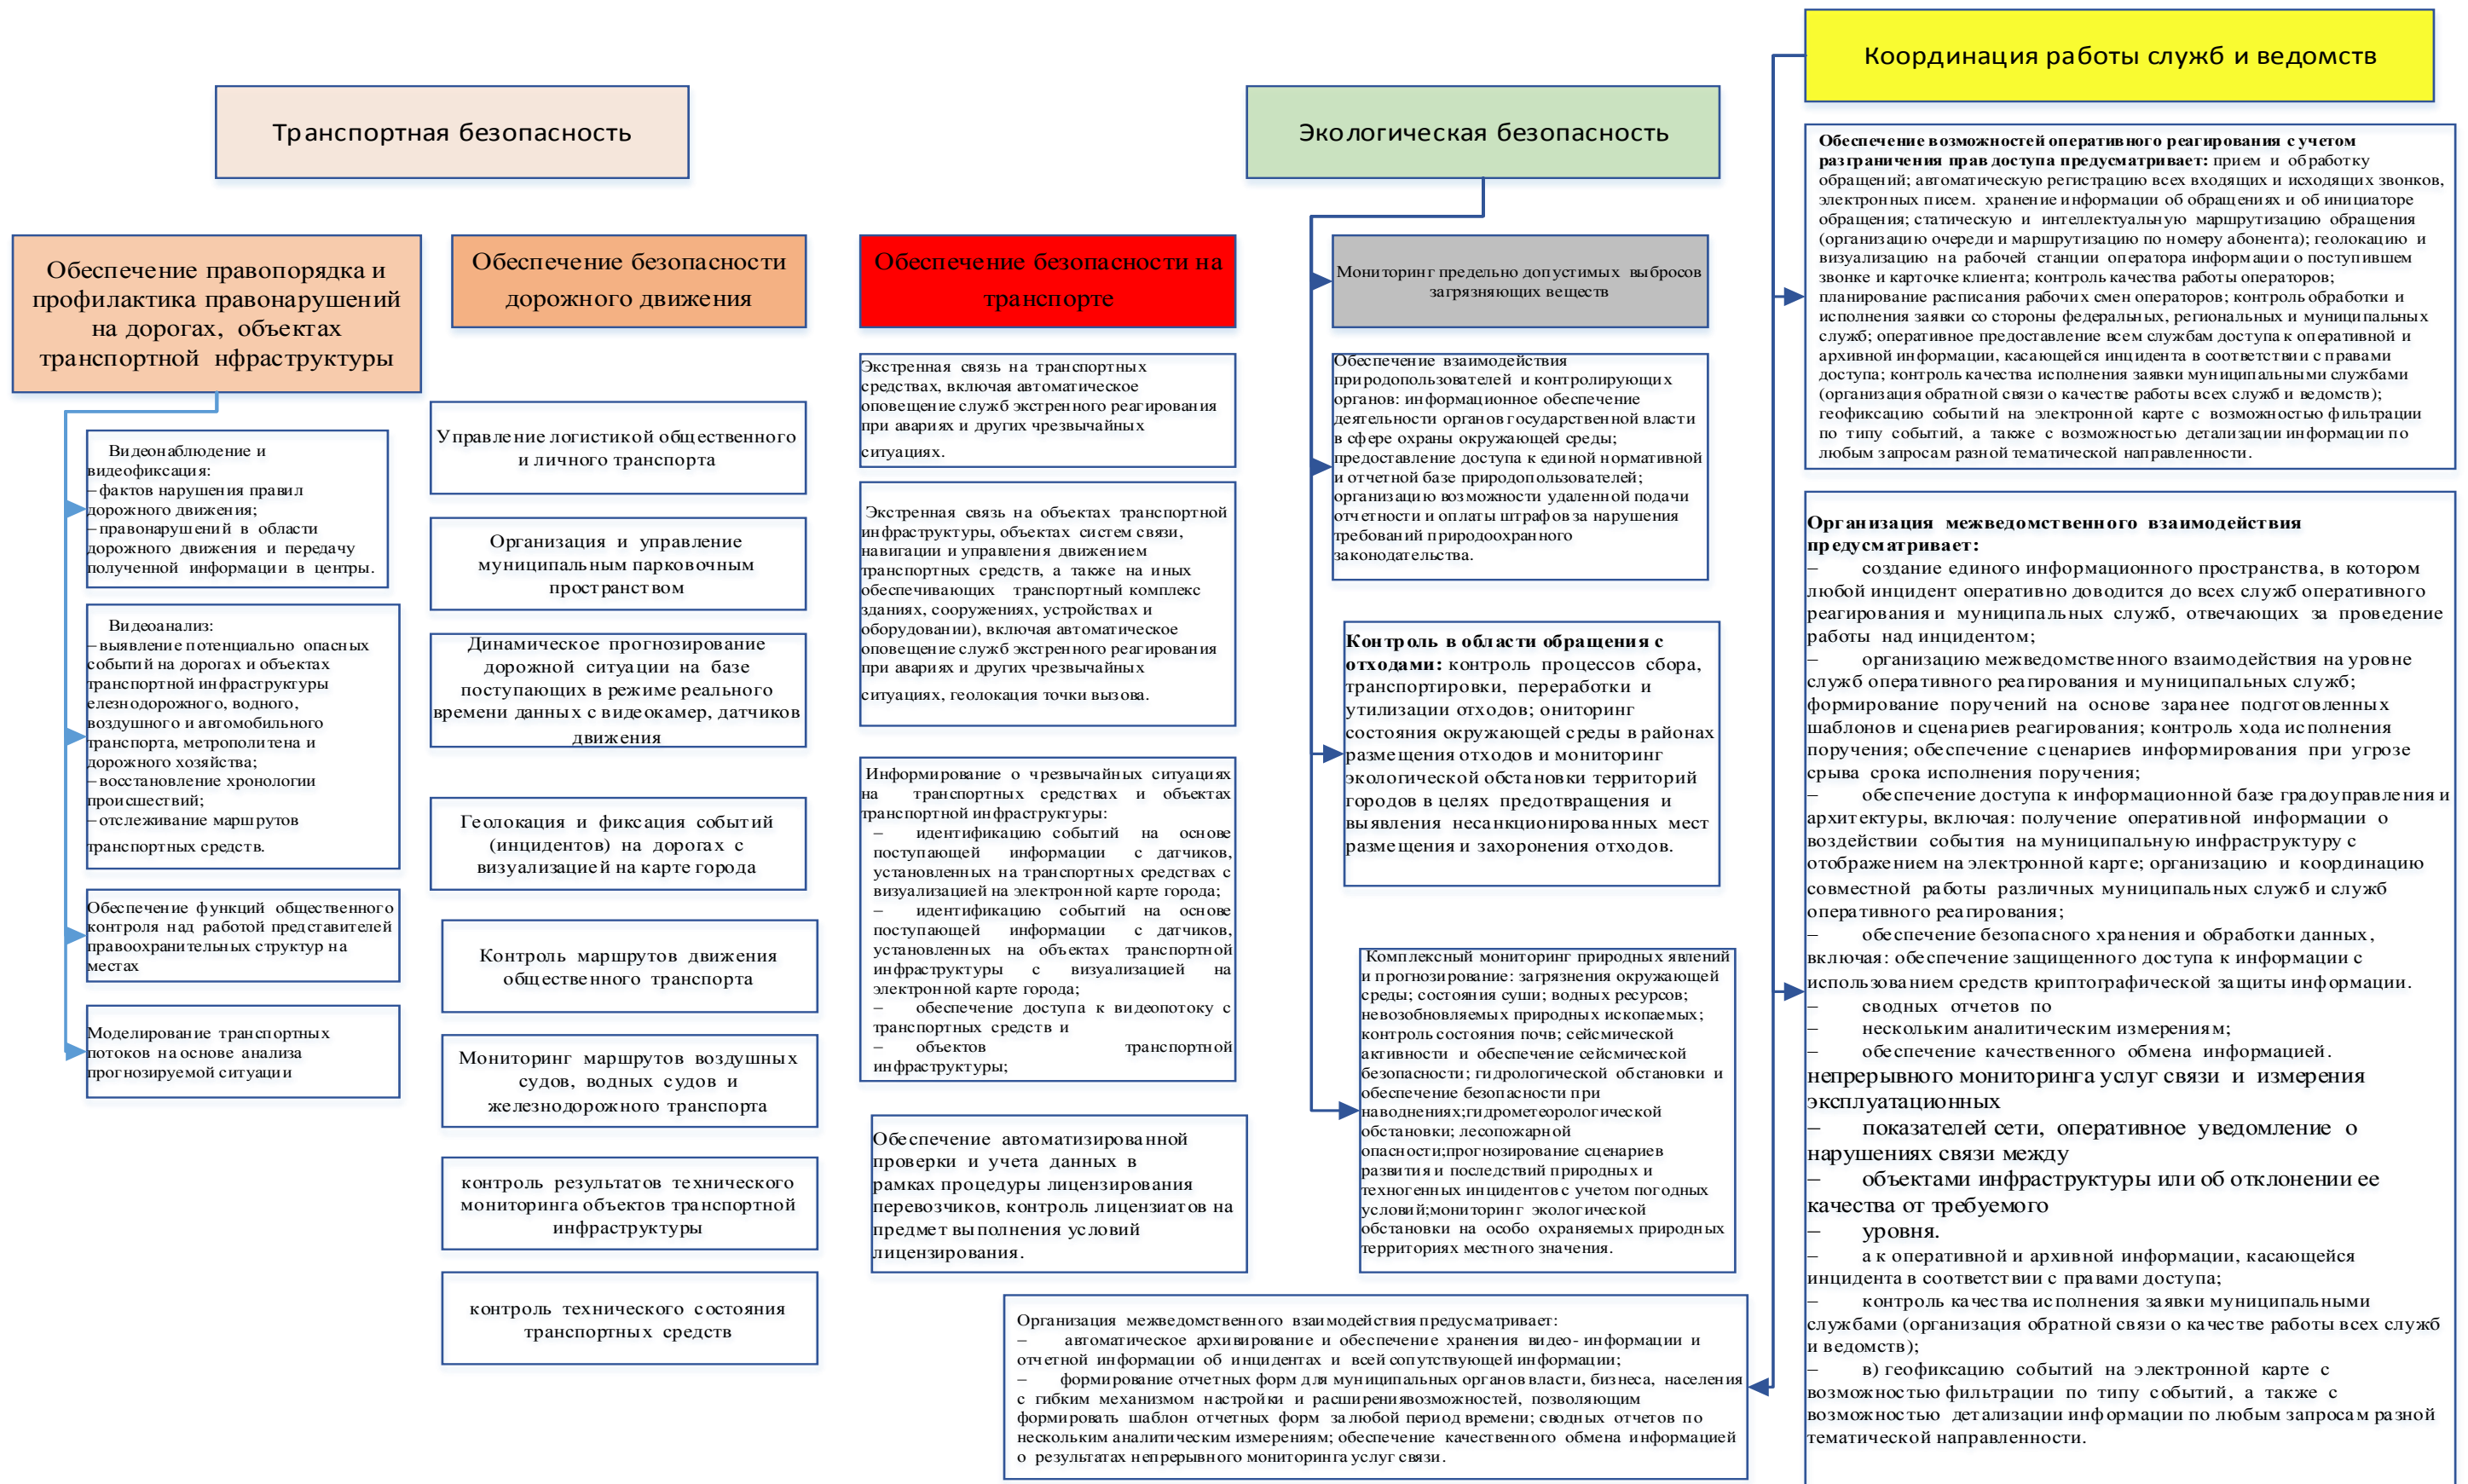 Транспортная безопасность
Экологическая безопасность
Координация работы служб и ведомств
Обеспечение правопорядка и
профилактика правонарушений
на дорогах, объектах
транспортной нфраструктуры
Видеонаблюдение и
видеофиксация:
– фактов нарушения правил
дорожного движения;
– правонарушений в области
дорожного движения и передачу
полученной информации в центры.
Видеоанализ:
– выявление потенциально опасных
событий на дорогах и объектах
транспортной инфраструктуры
елезнодорожного, водного,
воздушного и автомобильного
транспорта, метрополитена и
дорожного хозяйства;
– восстановление хронологии
происшествий;
– отслеживание маршрутов
транспортных средств.
Обеспечение функций общественного
контроля над работой представителей
правоохранительных структур на
местах
Моделирование транспортных
потоков на основе анализа
прогнозируемой ситуации
Обеспечение безопасности
дорожного движения
Управление логистикой общественного
и личного транспорта
Организация и управление
муниципальным парковочным
пространством
Динамическое прогнозирование
дорожной ситуации на базе
поступающих в режиме реального
времени данных с видеокамер, датчиков
движения
Геолокация и фиксация событий
(инцидентов) на дорогах с
визуализацией на карте города
Контроль маршрутов движения
общественного транспорта
Мониторинг маршрутов воздушных
судов, водных судов и
железнодорожного транспорта
контроль результатов технического
мониторинга объектов транспортной
инфраструктуры
контроль технического состояния
транспортных средств
Обеспечение безопасности на
транспорте
Экстренная связь на транспортных
средствах, включая автоматическое
оповещение служб экстренного реагирования
при авариях и других чрезвычайных
ситуациях.
Экстренная связь на объектах транспортной
инфраструктуры, объектах систем связи,
навигации и управления движением
транспортных средств, а также на иных
обеспечивающих транспортный комплекс
зданиях, сооружениях, устройствах и
оборудовании), включая автоматическое
оповещение служб экстренного реагирования
при авариях и других чрезвычайных
ситуациях, геолокация точки вызова.
Информирование о чрезвычайных ситуациях
на транспортных средствах и объектах
транспортной инфраструктуры:
– идентификацию событий на основе
поступающей информации с датчиков,
установленных на транспортных средствах с
визуализацией на электронной карте города;
– идентификацию событий на основе
поступающей информации с датчиков,
установленных на объектах транспортной
инфраструктуры с визуализацией на
электронной карте города;
– обеспечение доступа к видеопотоку с
транспортных средств и
– объектов транспортной
инфраструктуры;
Обеспечение автоматизированной
проверки и учета данных в
рамках процедуры лицензирования
перевозчиков, контроль лицензиатов на
предмет выполнения условий
лицензирования.
Мониторинг предельно допустимых выбросов
загрязняющих веществ
Обеспечение взаимодействия
природопользователей и контролирующих
органов: информационное обеспечение
деятельности органов государственной власти
в сфере охраны окружающей среды;
предоставление доступа к единой нормативной
и отчетной базе природопользователей;
организацию возможности удаленной подачи
отчетности и оплаты штрафов за нарушения
требований природоохранного
законодательства.
Контроль в области обращения с
отходами: контроль процессов сбора,
транспортировки, переработки и
утилизации отходов; ониторинг
состояния окружающей среды в районах
размещения отходов и мониторинг
экологической обстановки территорий
городов в целях предотвращения и
выявления несанкционированных мест
размещения и захоронения отходов.
Комплексный мониторинг природных явлений
и прогнозирование: загрязнения окружающей
среды; состояния суши; водных ресурсов;
невозобновляемых природных ископаемых;
контроль состояния почв; сейсмической
активности и обеспечение сейсмической
безопасности; гидрологической обстановки и
обеспечение безопасности при
наводнениях;гидрометеорологической
обстановки; лесопожарной
опасности;прогнозирование сценариев
развития и последствий природных и
техногенных инцидентов с учетом погодных
условий;мониторинг экологической
обстановки на особо охраняемых природных
территориях местного значения.
Обеспечение возможностей оперативного реагирования с учетом
разграничения прав доступа предусматривает: прием и обработку
обращений; автоматическую регистрацию всех входящих и исходящих звонков,
электронных писем. хранение информации об обращениях и об инициаторе
обращения; статическую и интеллектуальную маршрутизацию обращения
(организацию очереди и маршрутизацию по номеру абонента); геолокацию и
визуализацию на рабочей станции оператора информации о поступившем
звонке и карточке клиента; контроль качества работы операторов;
планирование расписания рабочих смен операторов; контроль обработки и
исполнения заявки со стороны федеральных, региональных и муниципальных
служб; оперативное предоставление всем службам доступа к оперативной и
архивной информации, касающейся инцидента в соответствии с правами
доступа; контроль качества исполнения заявки муниципальными службами
(организация обратной связи о качестве работы всех служб и ведомств);
геофиксацию событий на электронной карте с возможностью фильтрации
по типу событий, а также с возможностью детализации информации по
любым запросам разной тематической направленности.
Организация межведомственного взаимодействия
предусматривает:
– создание единого информационного пространства, в котором
любой инцидент оперативно доводится до всех служб оперативного
реагирования и муниципальных служб, отвечающих за проведение
работы над инцидентом;
– организацию межведомственного взаимодействия на уровне
служб оперативного реагирования и муниципальных служб;
формирование поручений на основе заранее подготовленных
шаблонов и сценариев реагирования; контроль хода исполнения
поручения; обеспечение сценариев информирования при угрозе
срыва срока исполнения поручения;
– обеспечение доступа к информационной базе градоуправления и
архитектуры, включая: получение оперативной информации о
воздействии события на муниципальную инфраструктуру с
отображением на электронной карте; организацию и координацию
совместной работы различных муниципальных служб и служб
оперативного реагирования;
– обеспечение безопасного хранения и обработки данных,
включая: обеспечение защищенного доступа к информации с
использованием средств криптографической защиты информации.
– сводных отчетов по
– нескольким аналитическим измерениям;
– обеспечение качественного обмена информацией.
непрерывного мониторинга услуг связи и измерения
эксплуатационных
– показателей сети, оперативное уведомление о
нарушениях связи между
– объектами инфраструктуры или об отклонении ее
качества от требуемого
– уровня.
– а к оперативной и архивной информации, касающейся
инцидента в соответствии с правами доступа;
– контроль качества исполнения заявки муниципальными
службами (организация обратной связи о качестве работы всех служб
и ведомств);
– в) геофиксацию событий на электронной карте с
возможностью фильтрации по типу событий, а также с
возможностью детализации информации по любым запросам разной
тематической направленности.
Организация межведомственного взаимодействия предусматривает:
– автоматическое архивирование и обеспечение хранения видео- информации и
отчетной информации об инцидентах и всей сопутствующей информации;
– формирование отчетных форм для муниципальных органов власти, бизнеса, населения
с гибким механизмом настройки и расширениявозможностей, позволяющим
формировать шаблон отчетных форм за любой период времени; сводных отчетов по
нескольким аналитическим измерениям; обеспечение качественного обмена информацией
о результатах непрерывного мониторинга услуг связи.